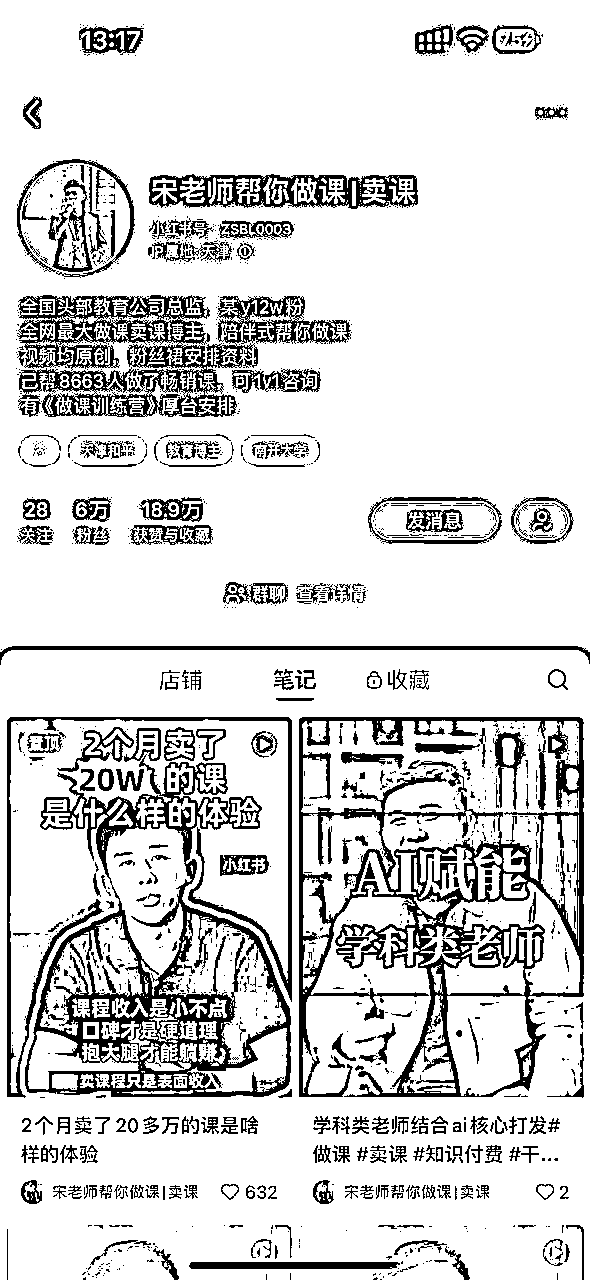 13:17
75
宋老师帮你做课|卖课
小红书号: ZSBL0003
IP属地: 天津
全国头部教育公司总监，某y12w粉
全网最大做课卖课博主，陪伴式帮你做课
视频均原创，粉丝裙安排资料
己帮8663人做了畅销课，可1v1咨询
有《做课训练营》厚台安排
天津和平 教育博主 南开大学
28 6万 18.9万
关注 粉丝 获赞与收藏
发消息
群聊 查看详情
店铺 笔记 收藏
置顶
2个月卖了
20W 的课
是什么样的体验
小红书
课程收入是小不点
口碑才是硬道理
抱大腿才能躺赚
卖课程只是表面收入
2个月卖了20多万的课是啥
样的体验
宋老师帮你做课|卖课 632
AI赋能
学科类老师
学科类老师结合ai核心打发#
做课 #卖课 #知识付费 #干...
宋老师帮你做课|卖课 2